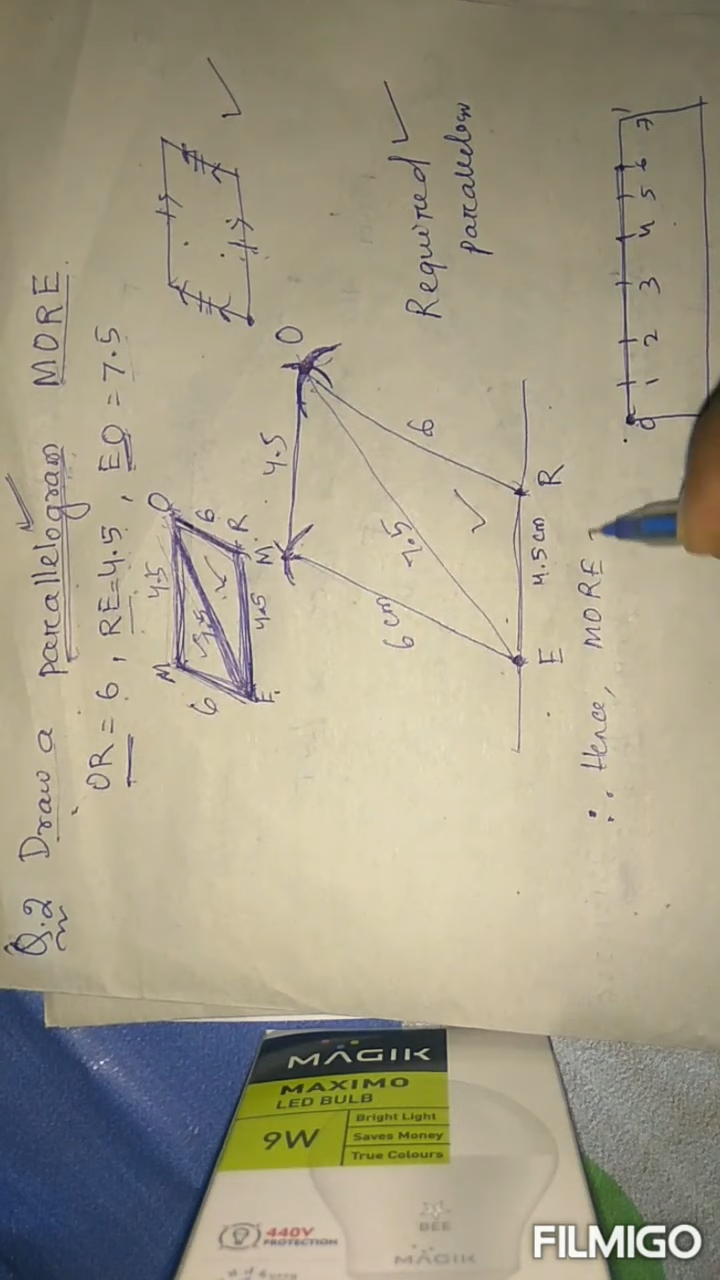 Q.2 Draw a parallelogram MORE.
OR = 6, RE=4.5, EO = 7.5
M 4.5 O
6 7.5 6
E 4.5 R
M 4.5 O
6 cm 7.5 6
E 4.5 cm R
Required
parallelogram
∴ Hence, MORE
0 1 2 3 4 5 6 7
MAGIK
MAXIMO
LED BULB
9W
Bright Light
Saves Money
True Colours
440V
PROTECTION
BEE
MAGIK
FILMIGO